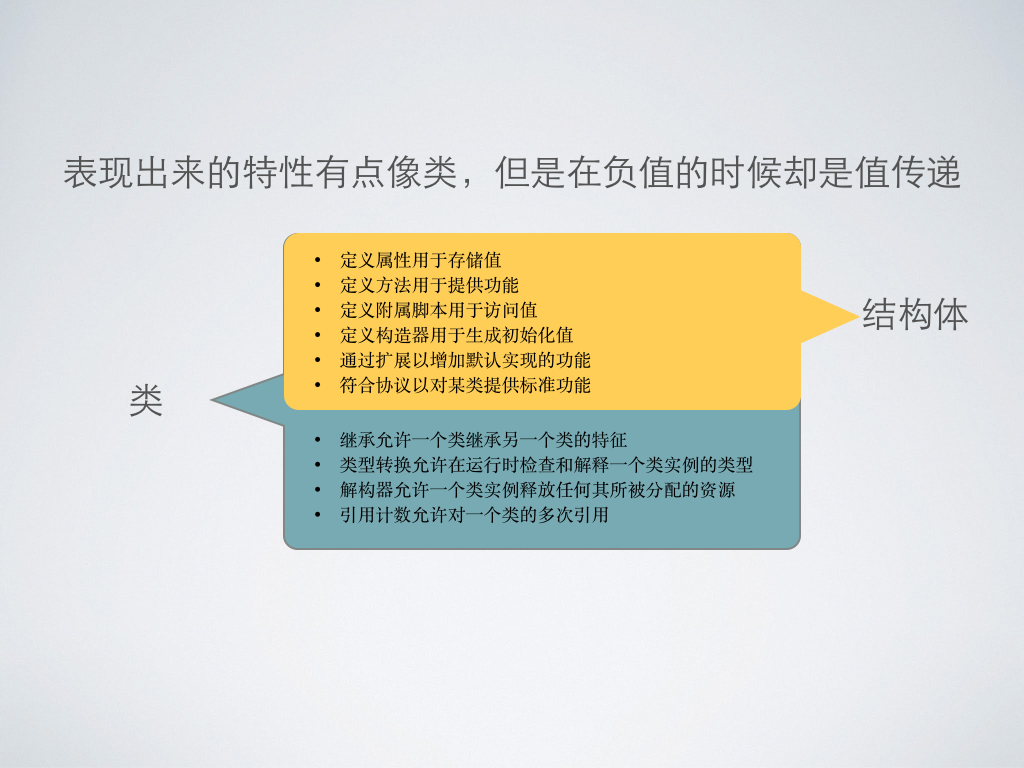 表现出来的特性有点像类，但是在负值的时候却是值传递
• 定义属性用于存储值
• 定义方法用于提供功能
• 定义附属脚本用于访问值
• 定义构造器用于生成初始化值
• 通过扩展以增加默认实现的功能
• 符合协议以对某类提供标准功能
结构体
类
• 继承允许一个类继承另一个类的特征
• 类型转换允许在运行时检查和解释一个类实例的类型
• 解构器允许一个类实例释放任何其所被分配的资源
• 引用计数允许对一个类的多次引用